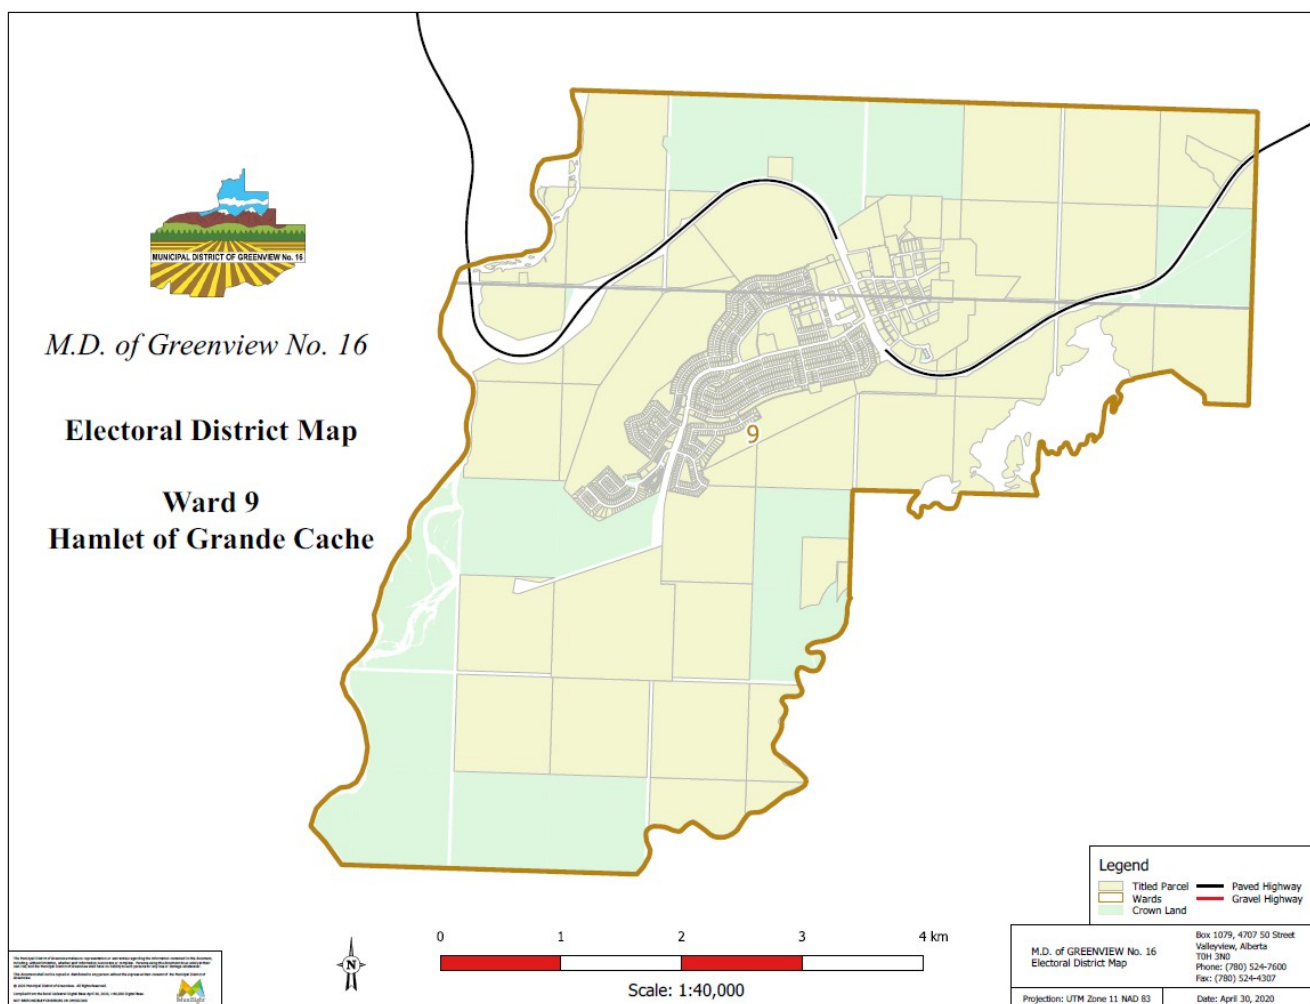 MUNICIPAL DISTRICT OF GREENVIEW No. 16
M.D. of Greenview No. 16
Electoral District Map
Ward 9
Hamlet of Grande Cache
9
Legend
Titled Parcel
Wards
Crown Land
Paved Highway
Gravel Highway
N
0 1 2 3 4 km
Scale: 1:40,000
M.D. of GREENVIEW No. 16
Electoral District Map
Box 1079, 4707 50 Street
Valleyview, Alberta
T0H 3N0
Phone: (780) 524-7600
Fax: (780) 524-4307
Projection: UTM Zone 11 NAD 83
Date: April 30, 2020